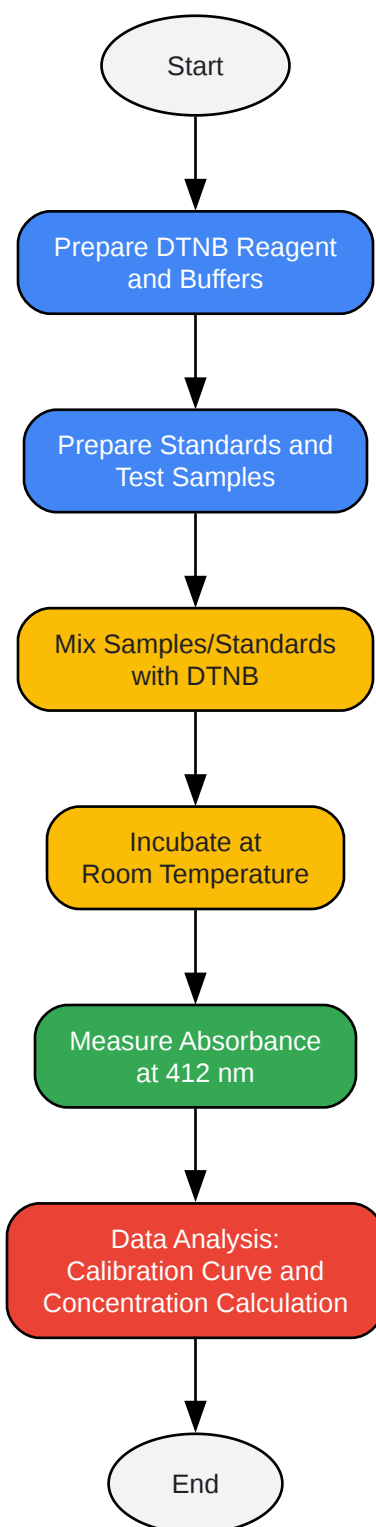 Start
Prepare DTNB Reagent
and Buffers
Prepare Standards and
Test Samples
Mix Samples/Standards
with DTNB
Incubate at
Room Temperature
Measure Absorbance
at 412 nm
Data Analysis:
Calibration Curve and
Concentration Calculation
End